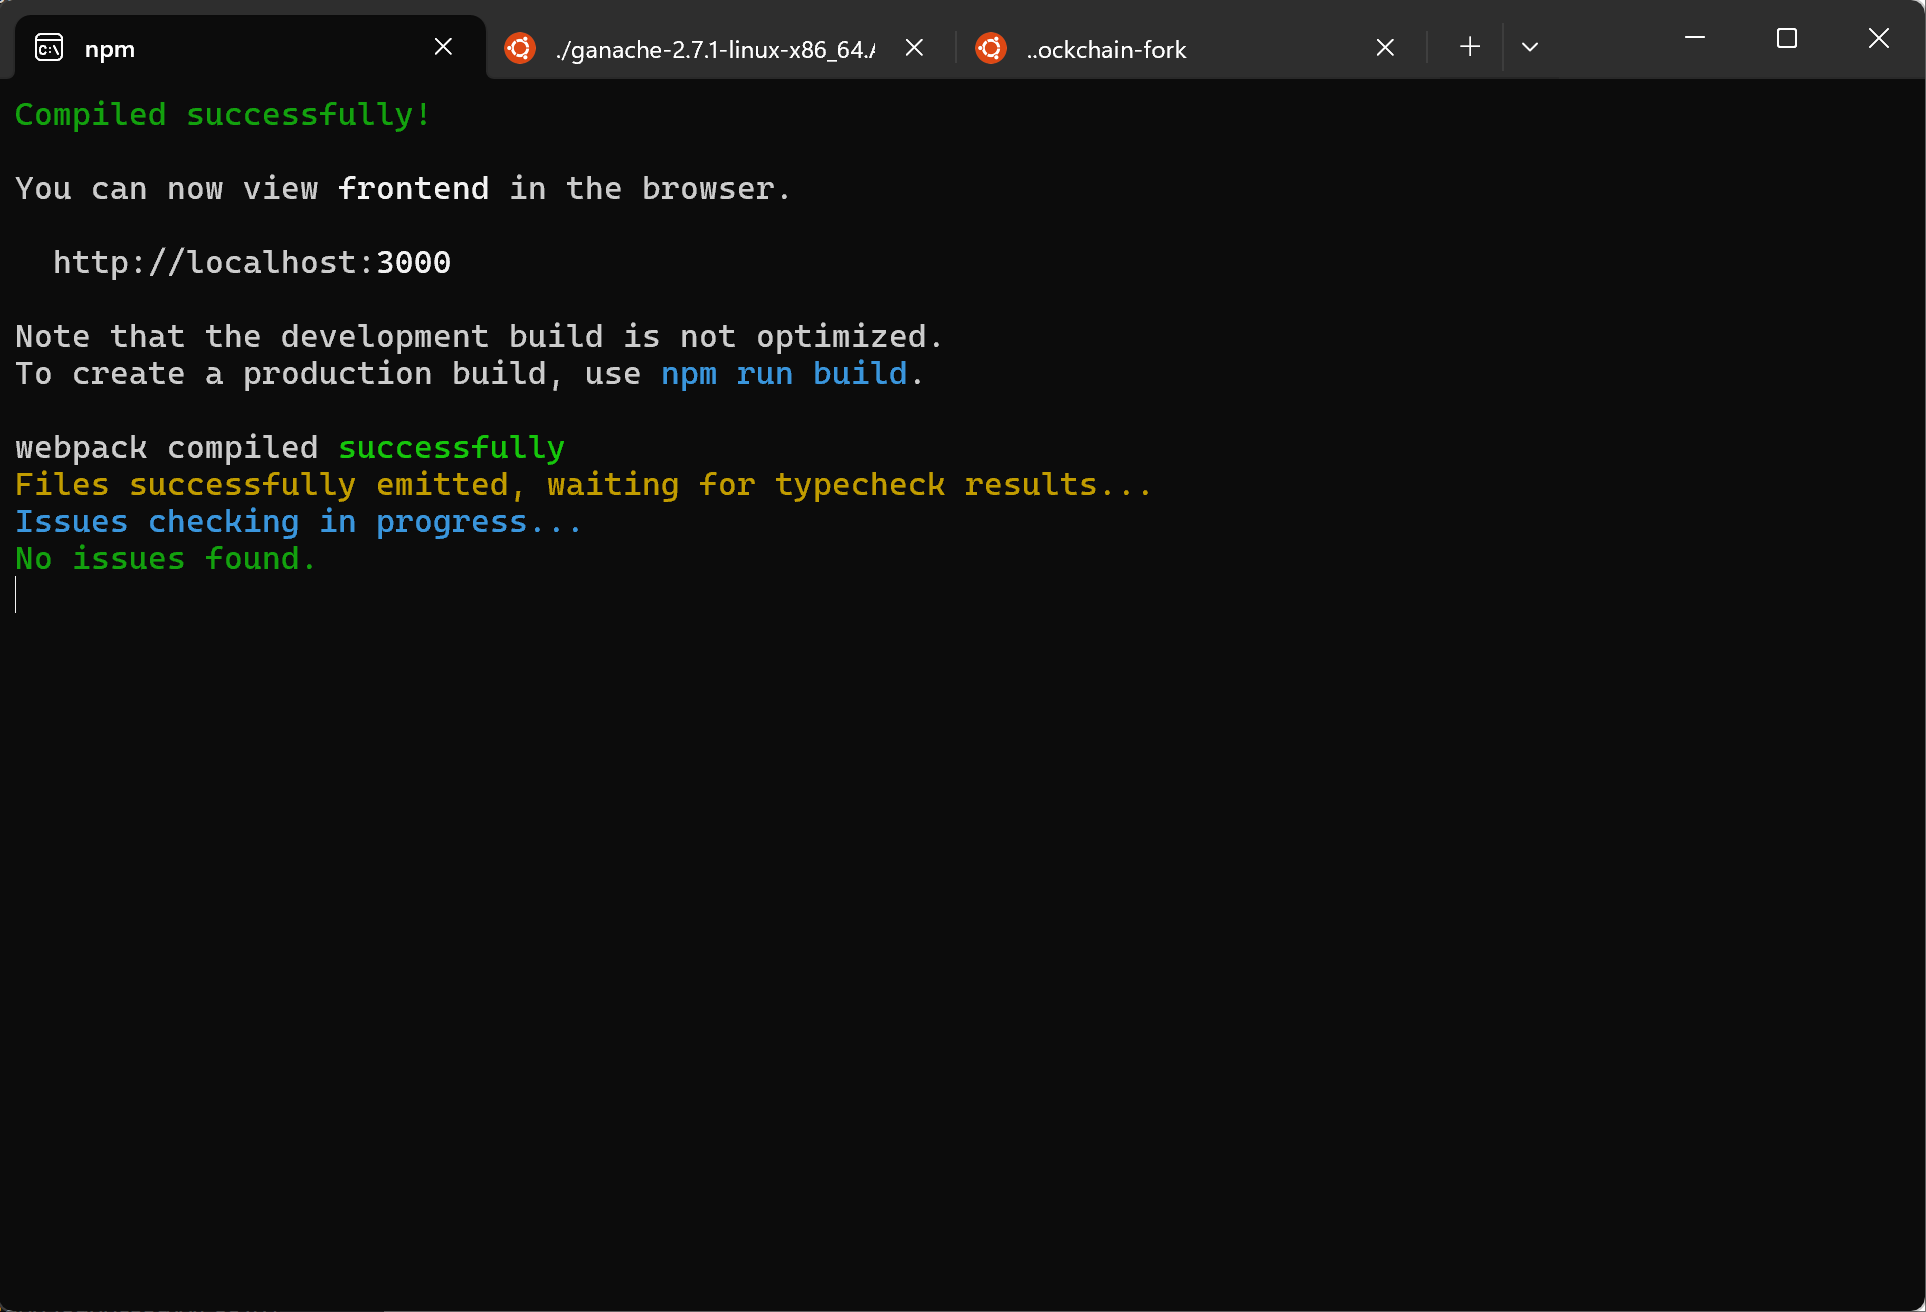 npm
./ganache-2.7.1-linux-x86_64.
..ockchain-fork
Compiled successfully!
You can now view frontend in the browser.
http://localhost:3000
Note that the development build is not optimized.
To create a production build, use npm run build.
webpack compiled successfully
Files successfully emitted, waiting for typecheck results...
Issues checking in progress...
No issues found.